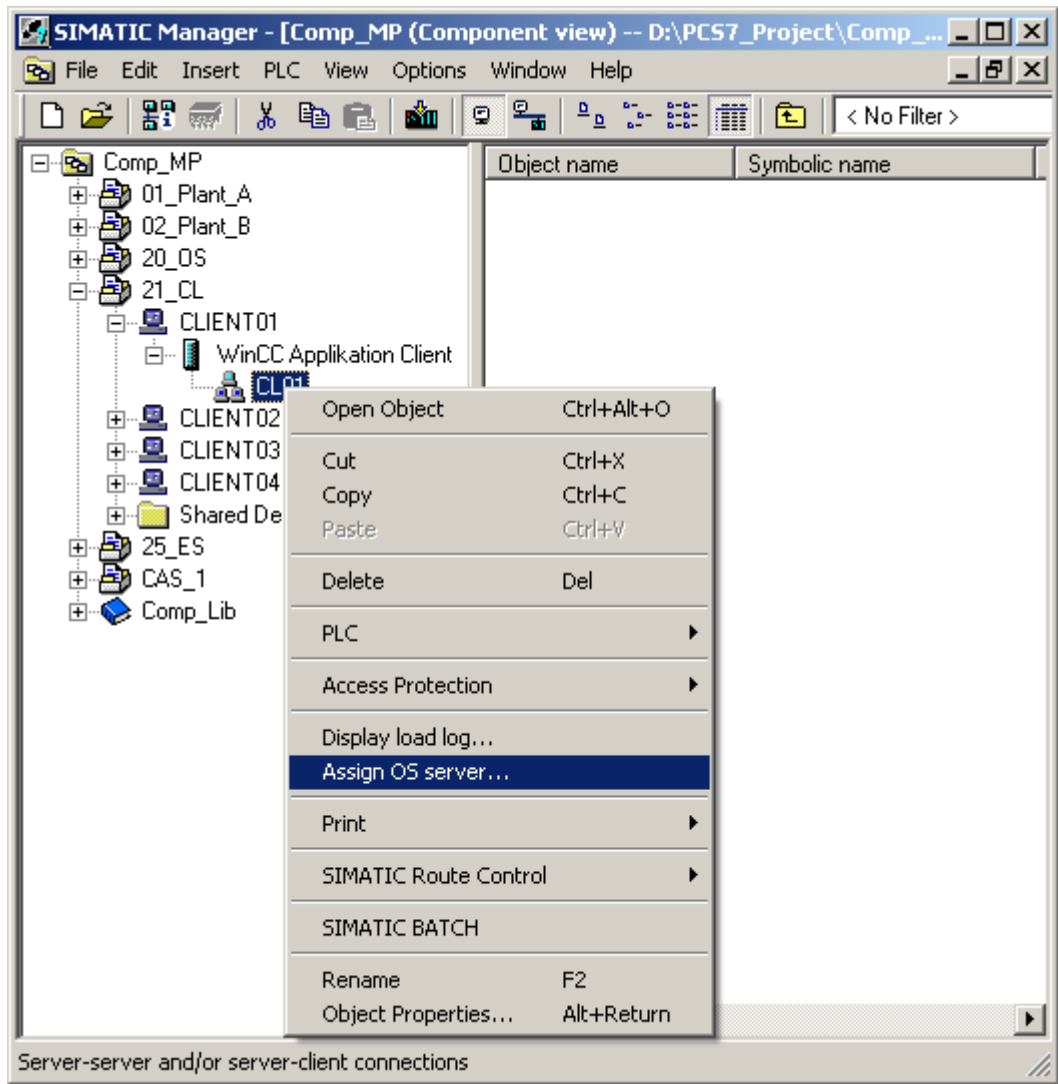 SIMATIC Manager - [Comp_MP (Component view) -- D:\PCS7_Project\Comp_...
File Edit Insert PLC View Options Window Help
< No Filter >
Comp_MP
01_Plant_A
02_Plant_B
20_OS
21_CL
CLIENT01
WinCC Applikation Client
CL01
CLIENT02
CLIENT03
CLIENT04
Shared De
25_ES
CAS_1
Comp_Lib
Object name Symbolic name
Open Object Ctrl+Alt+O
Cut Ctrl+X
Copy Ctrl+C
Paste Ctrl+V
Delete Del
PLC
Access Protection
Display load log...
Assign OS server...
Print
SIMATIC Route Control
SIMATIC BATCH
Rename F2
Object Properties... Alt+Return
Server-server and/or server-client connections